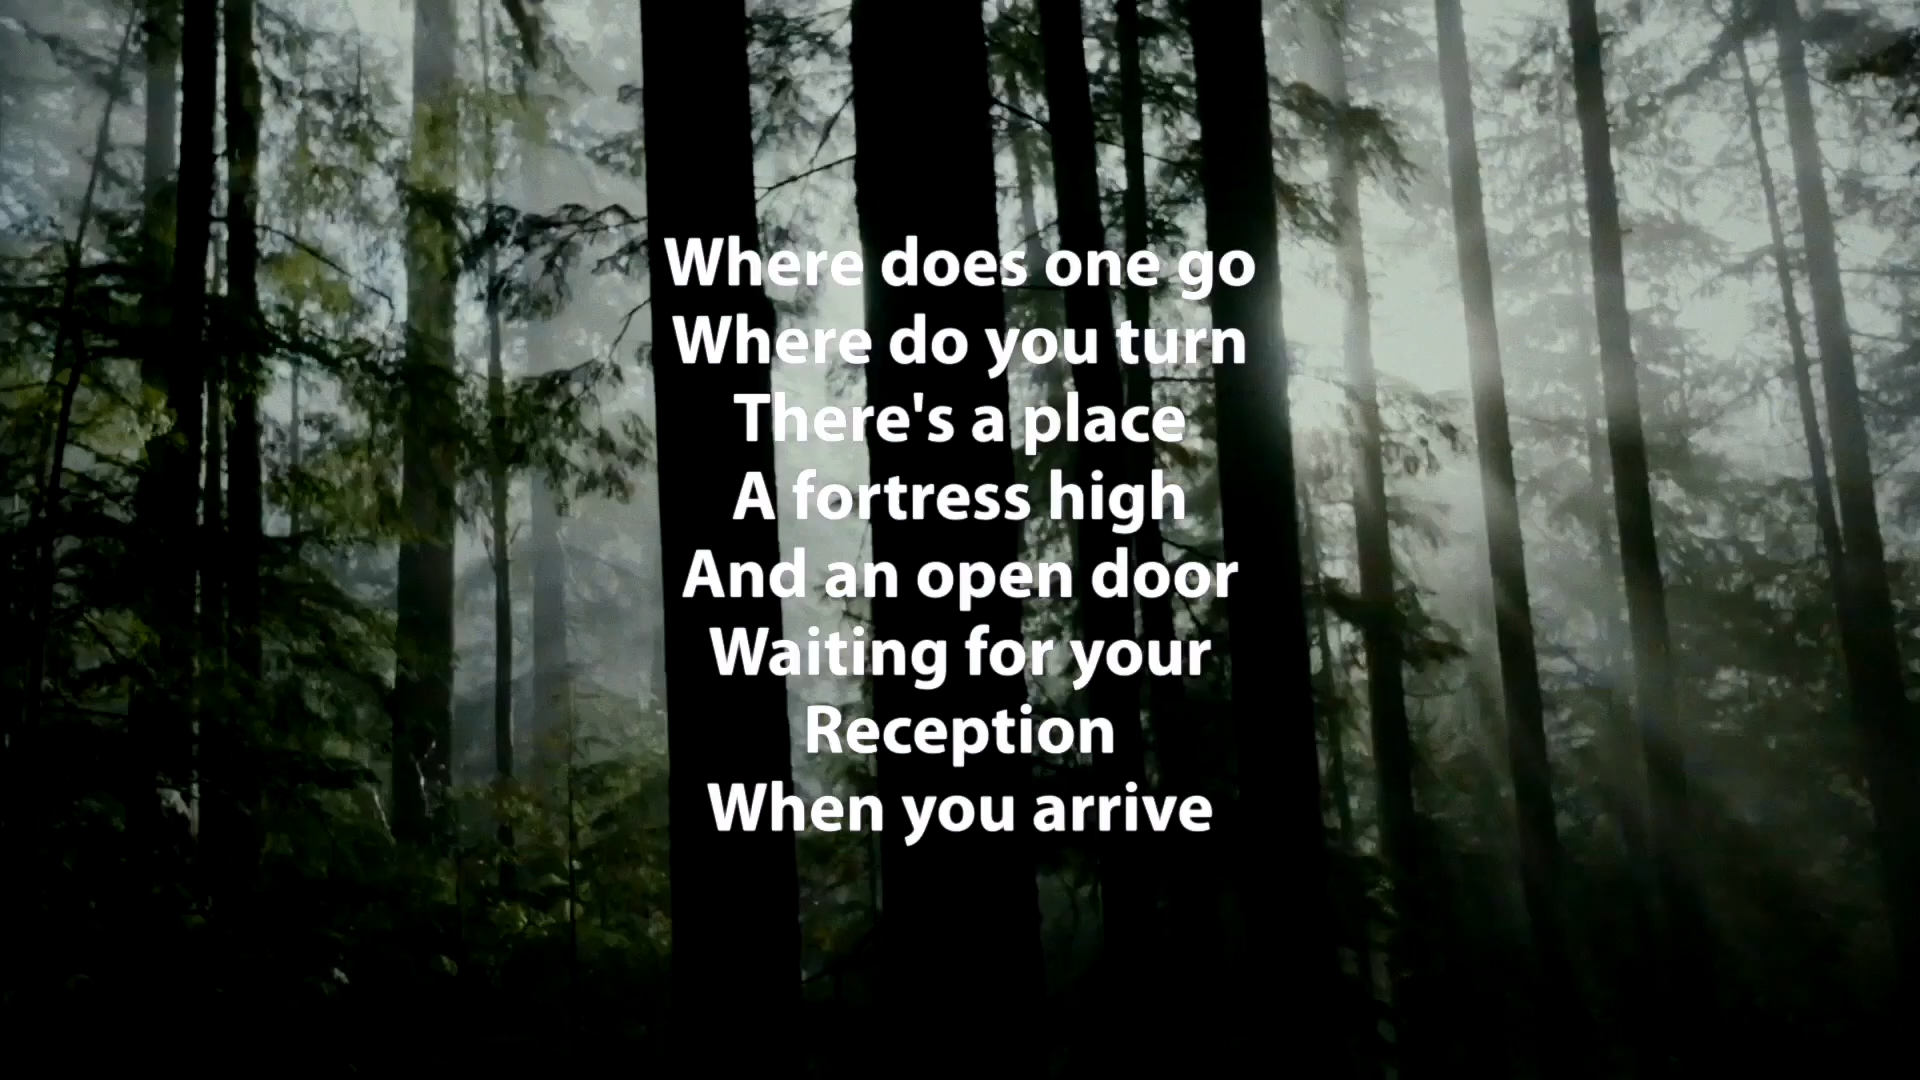 Where does one go
Where do you turn
There's a place
A fortress high
And an open door
Waiting for your
Reception
When you arrive